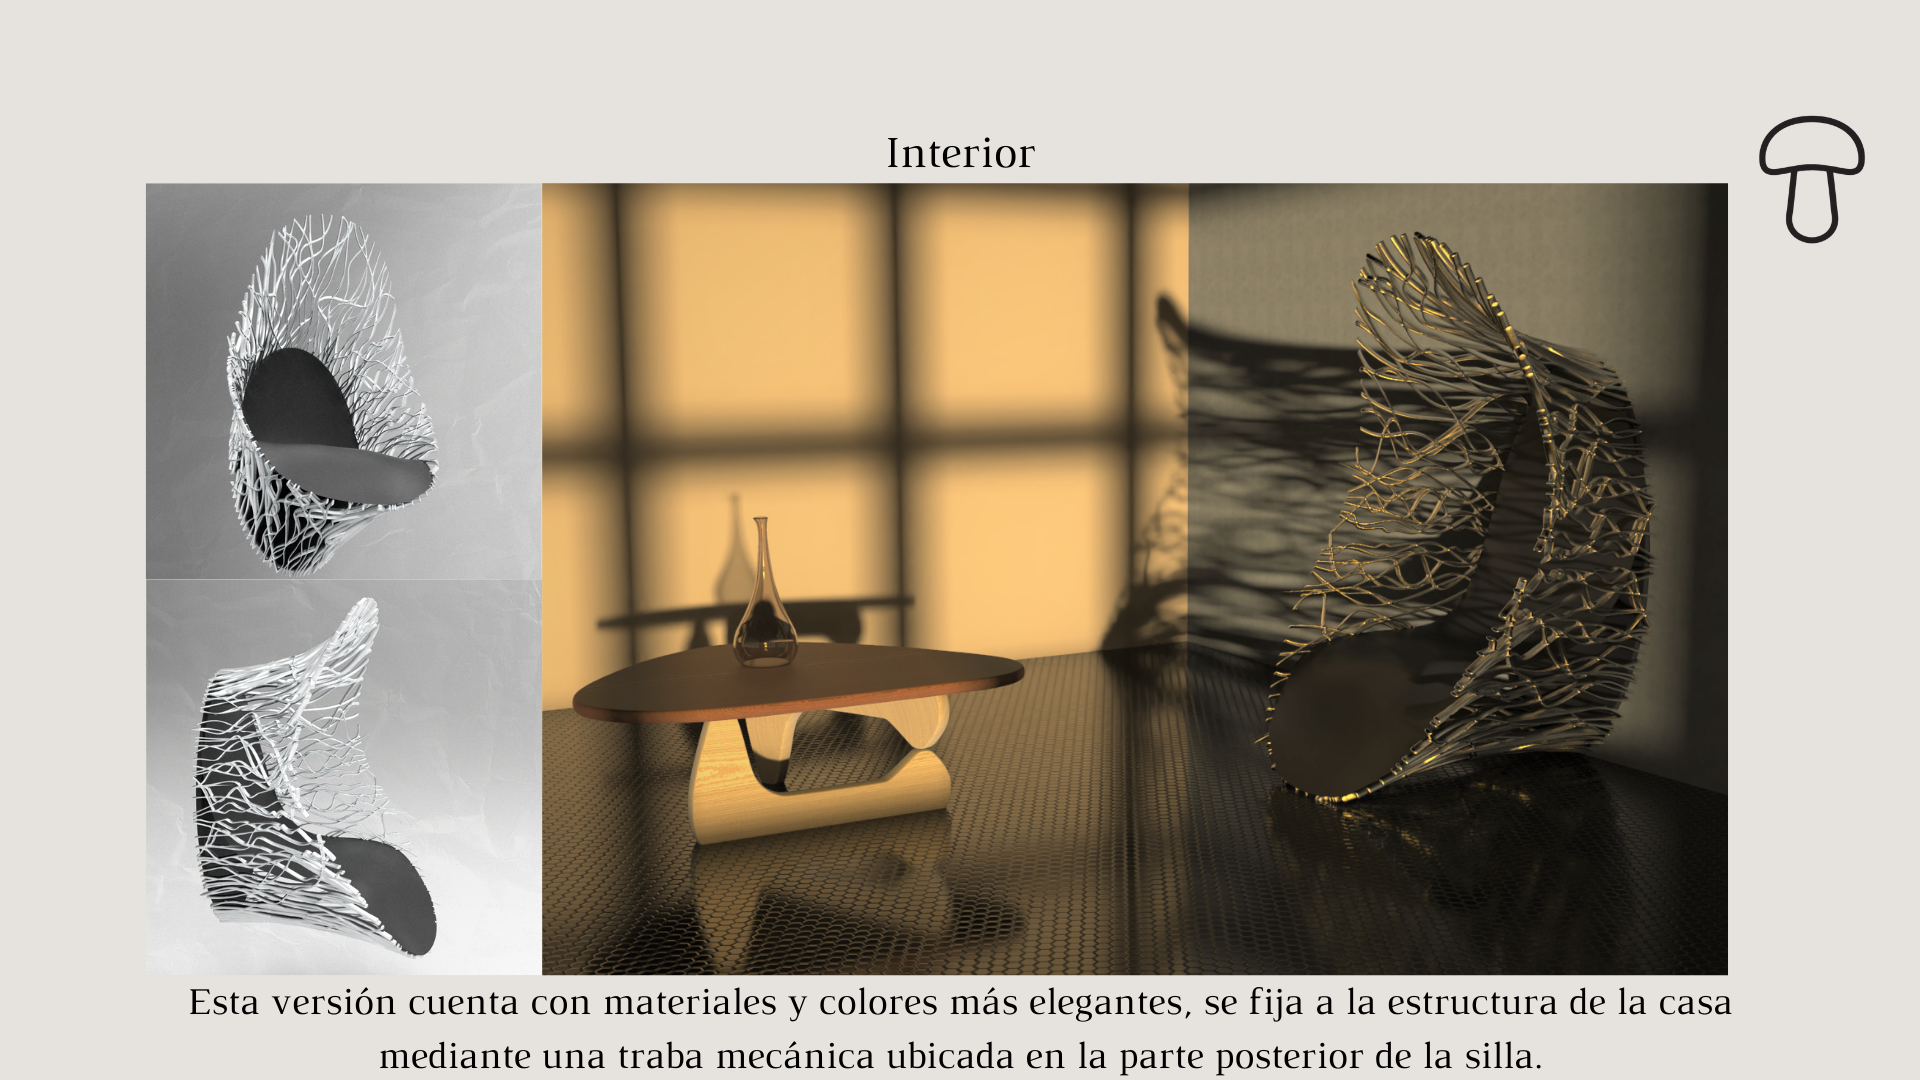 Interior
Esta versión cuenta con materiales y colores más elegantes, se fija a la estructura de la casa
mediante una traba mecánica ubicada en la parte posterior de la silla.